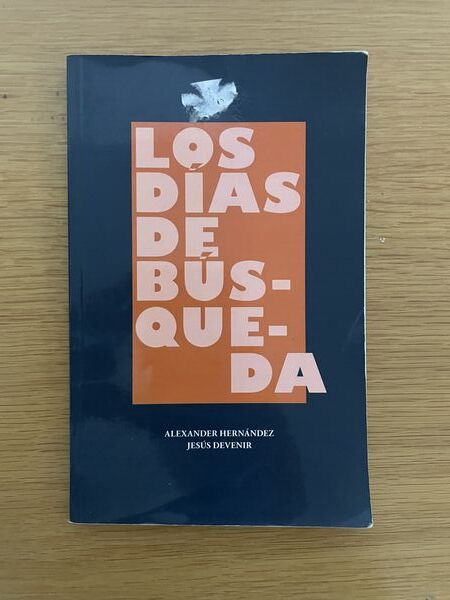 LOS
DÍAS
DE
BÚS-
QUE-
DA
ALEXANDER HERNÁNDEZ
JESÚS DEVENIR